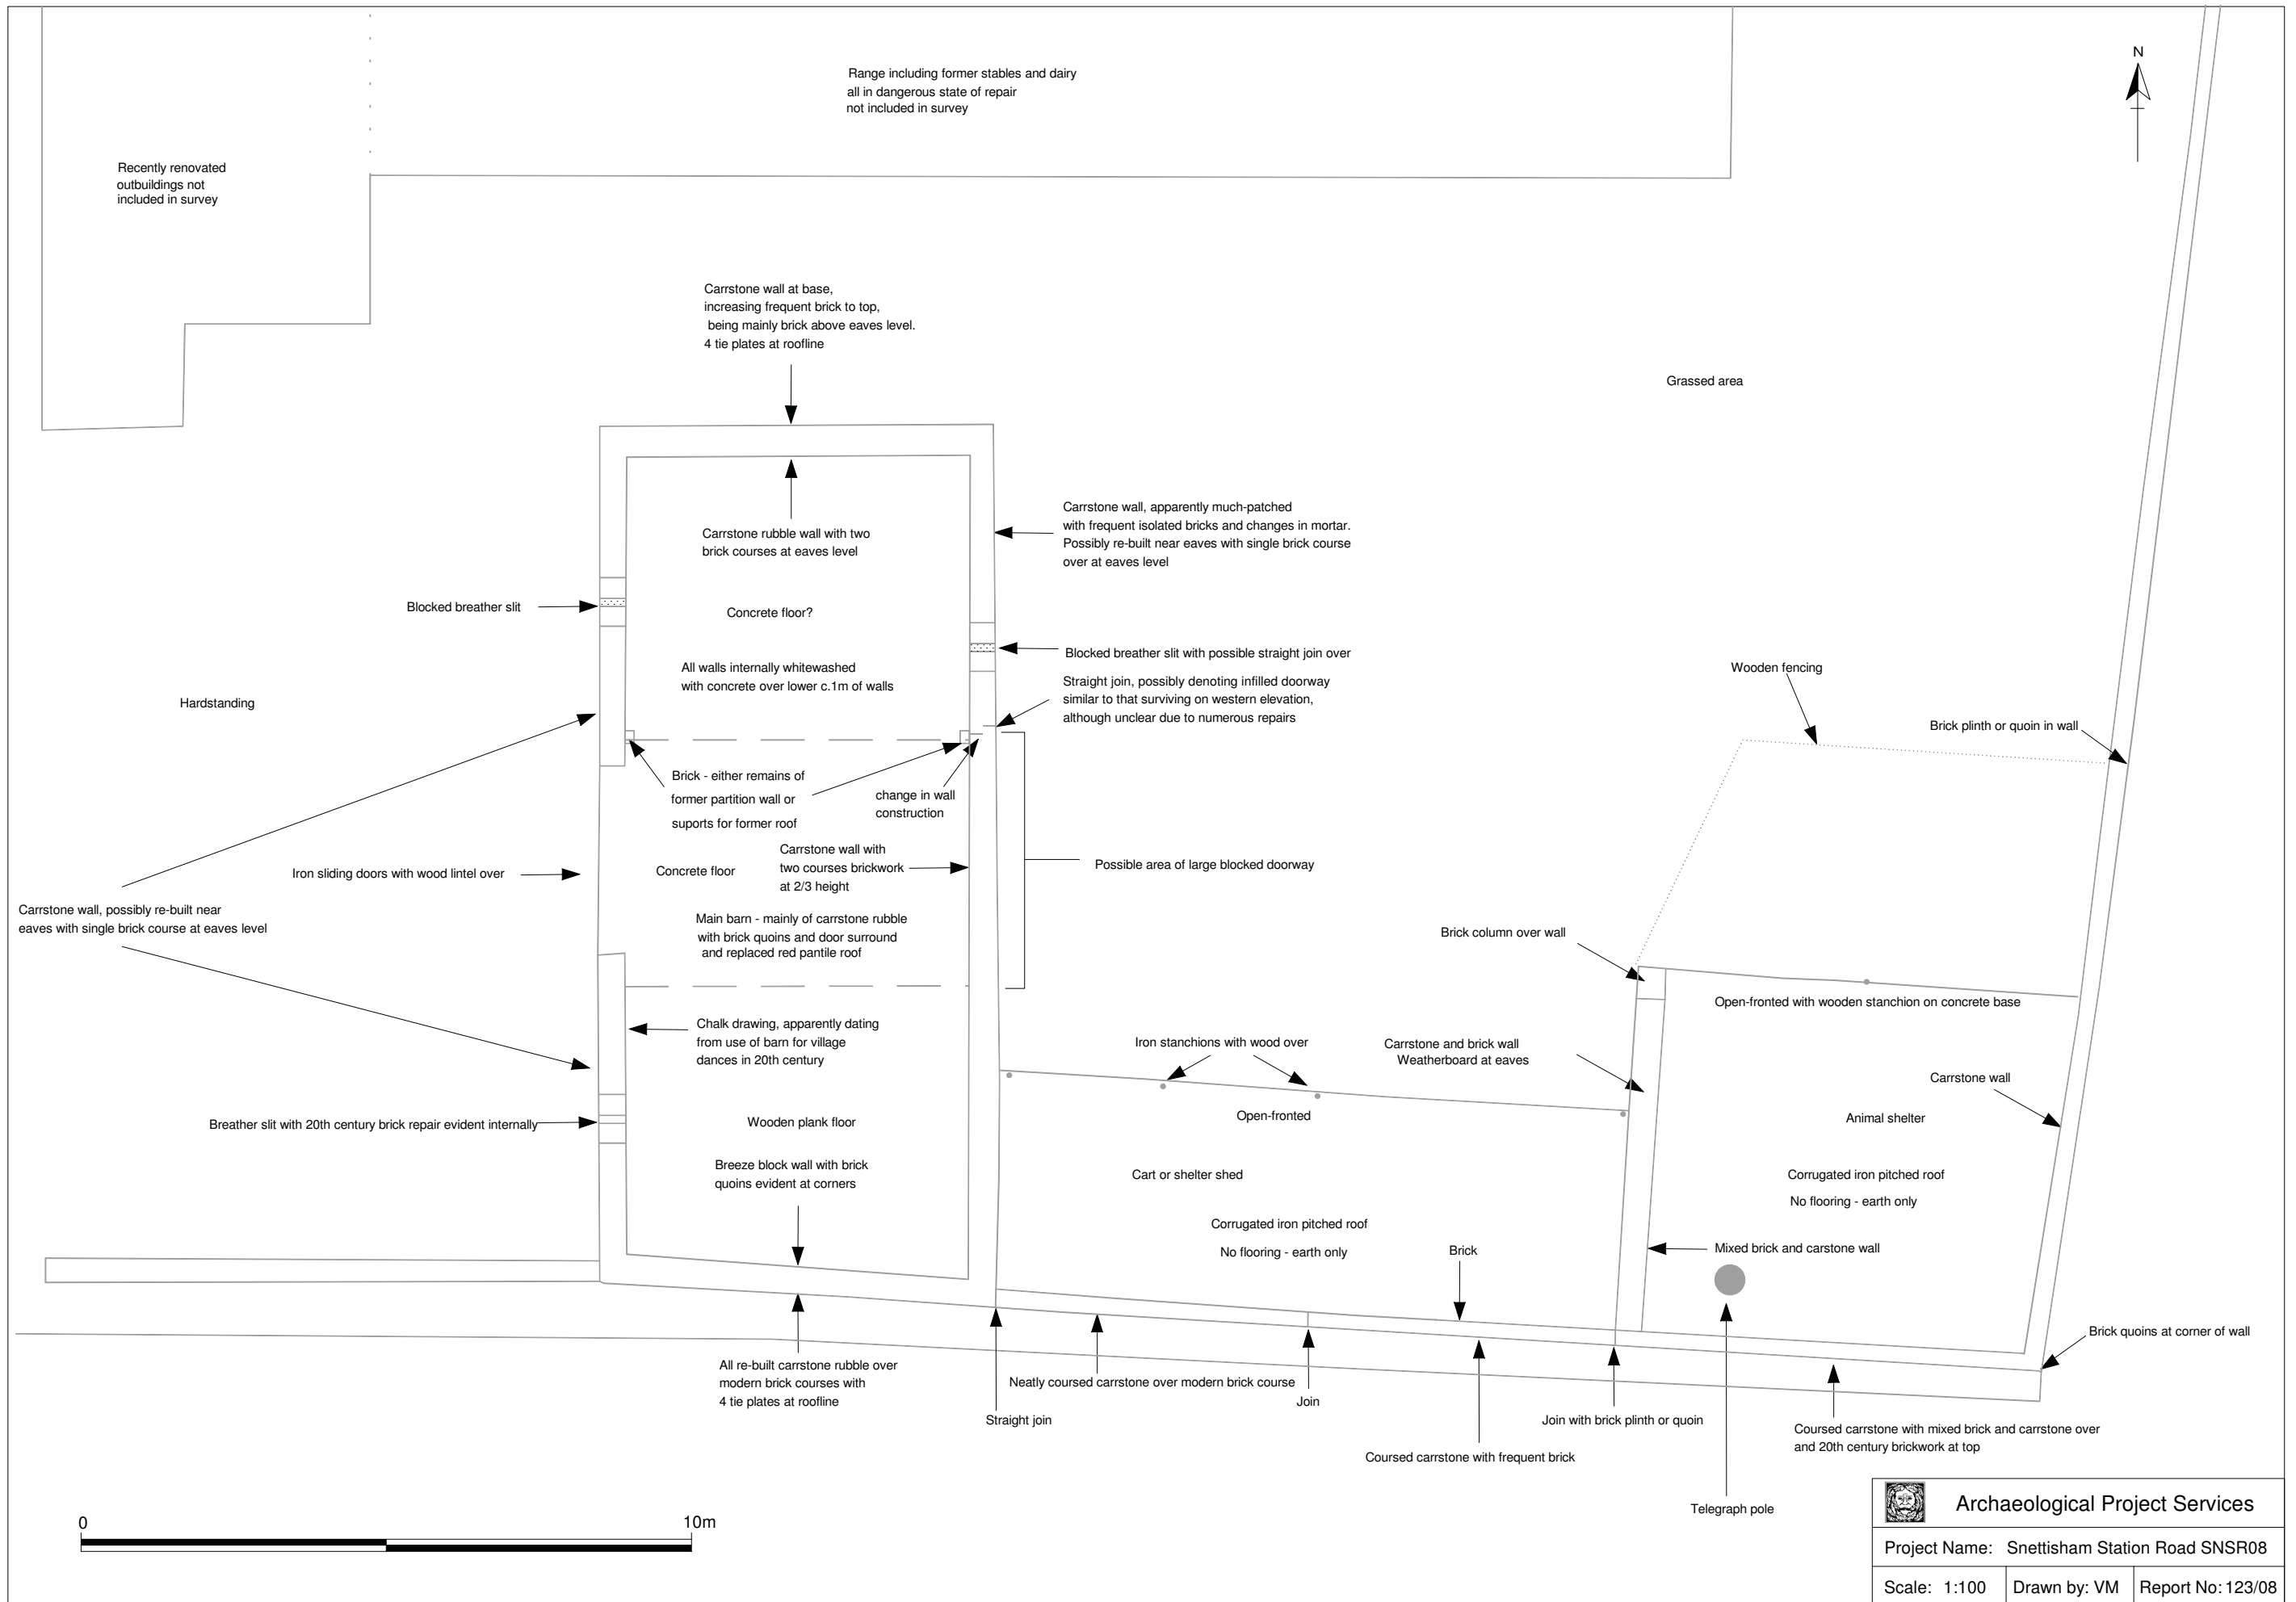 N
Range including former stables and dairy
all in dangerous state of repair
not included in survey
Recently renovated
outbuildings not
included in survey
Carrstone wall at base,
increasing frequent brick to top,
being mainly brick above eaves level.
4 tie plates at roofline
Grassed area
Carrstone rubble wall with two
brick courses at eaves level
Carrstone wall, apparently much-patched
with frequent isolated bricks and changes in mortar.
Possibly re-built near eaves with single brick course
over at eaves level
Blocked breather slit
Concrete floor?
Blocked breather slit with possible straight join over
All walls internally whitewashed
with concrete over lower c.1m of walls
Straight join, possibly denoting infilled doorway
similar to that surviving on western elevation,
although unclear due to numerous repairs
Wooden fencing
Hardstanding
Brick plinth or quoin in wall
Brick - either remains of
former partition wall or
suports for former roof
change in wall
construction
Carrstone wall with
two courses brickwork
at 2/3 height
Possible area of large blocked doorway
Iron sliding doors with wood lintel over
Concrete floor
Carrstone wall, possibly re-built near
eaves with single brick course at eaves level
Main barn - mainly of carrstone rubble
with brick quoins and door surround
and replaced red pantile roof
Brick column over wall
Open-fronted with wooden stanchion on concrete base
Chalk drawing, apparently dating
from use of barn for village
dances in 20th century
Iron stanchions with wood over
Carrstone and brick wall
Weatherboard at eaves
Carrstone wall
Open-fronted
Animal shelter
Breather slit with 20th century brick repair evident internally
Wooden plank floor
Breeze block wall with brick
quoins evident at corners
Cart or shelter shed
Corrugated iron pitched roof
No flooring - earth only
Corrugated iron pitched roof
No flooring - earth only
Brick
Mixed brick and carstone wall
Brick quoins at corner of wall
All re-built carrstone rubble over
modern brick courses with
4 tie plates at roofline
Neatly coursed carrstone over modern brick course
Join
Straight join
Join with brick plinth or quoin
Coursed carrstone with mixed brick and carrstone over
and 20th century brickwork at top
Coursed carrstone with frequent brick
Telegraph pole
0 10m
Archaeological Project Services
Project Name: Snettisham Station Road SNSR08
Scale: 1:100 Drawn by: VM Report No: 123/08